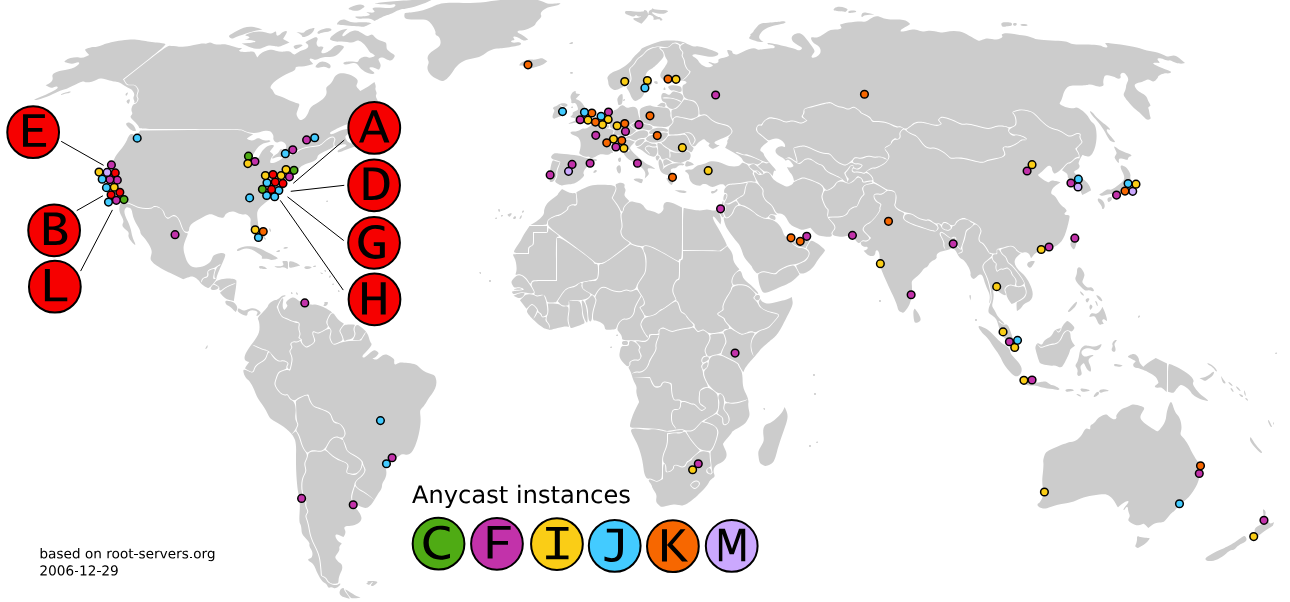 E
B
L
A
D
G
H
Anycast instances
C F I J K M
based on root-servers.org
2006-12-29